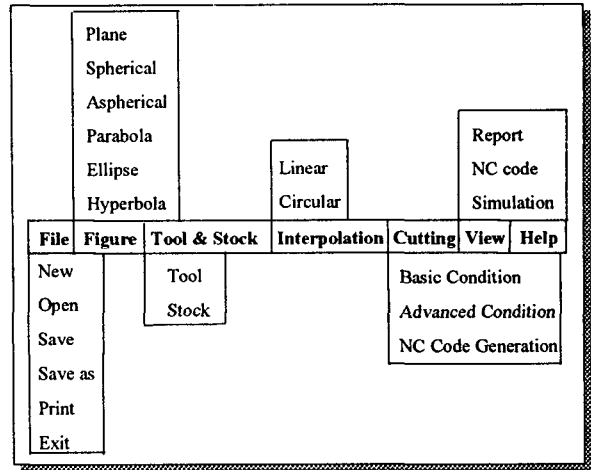 Plane
Spherical
Aspherical
Parabola
Ellipse
Hyperbola
Linear
Circular
Report
NC code
Simulation
File Figure Tool & Stock Interpolation Cutting View Help
New
Open
Save
Save as
Print
Exit
Tool
Stock
Basic Condition
Advanced Condition
NC Code Generation